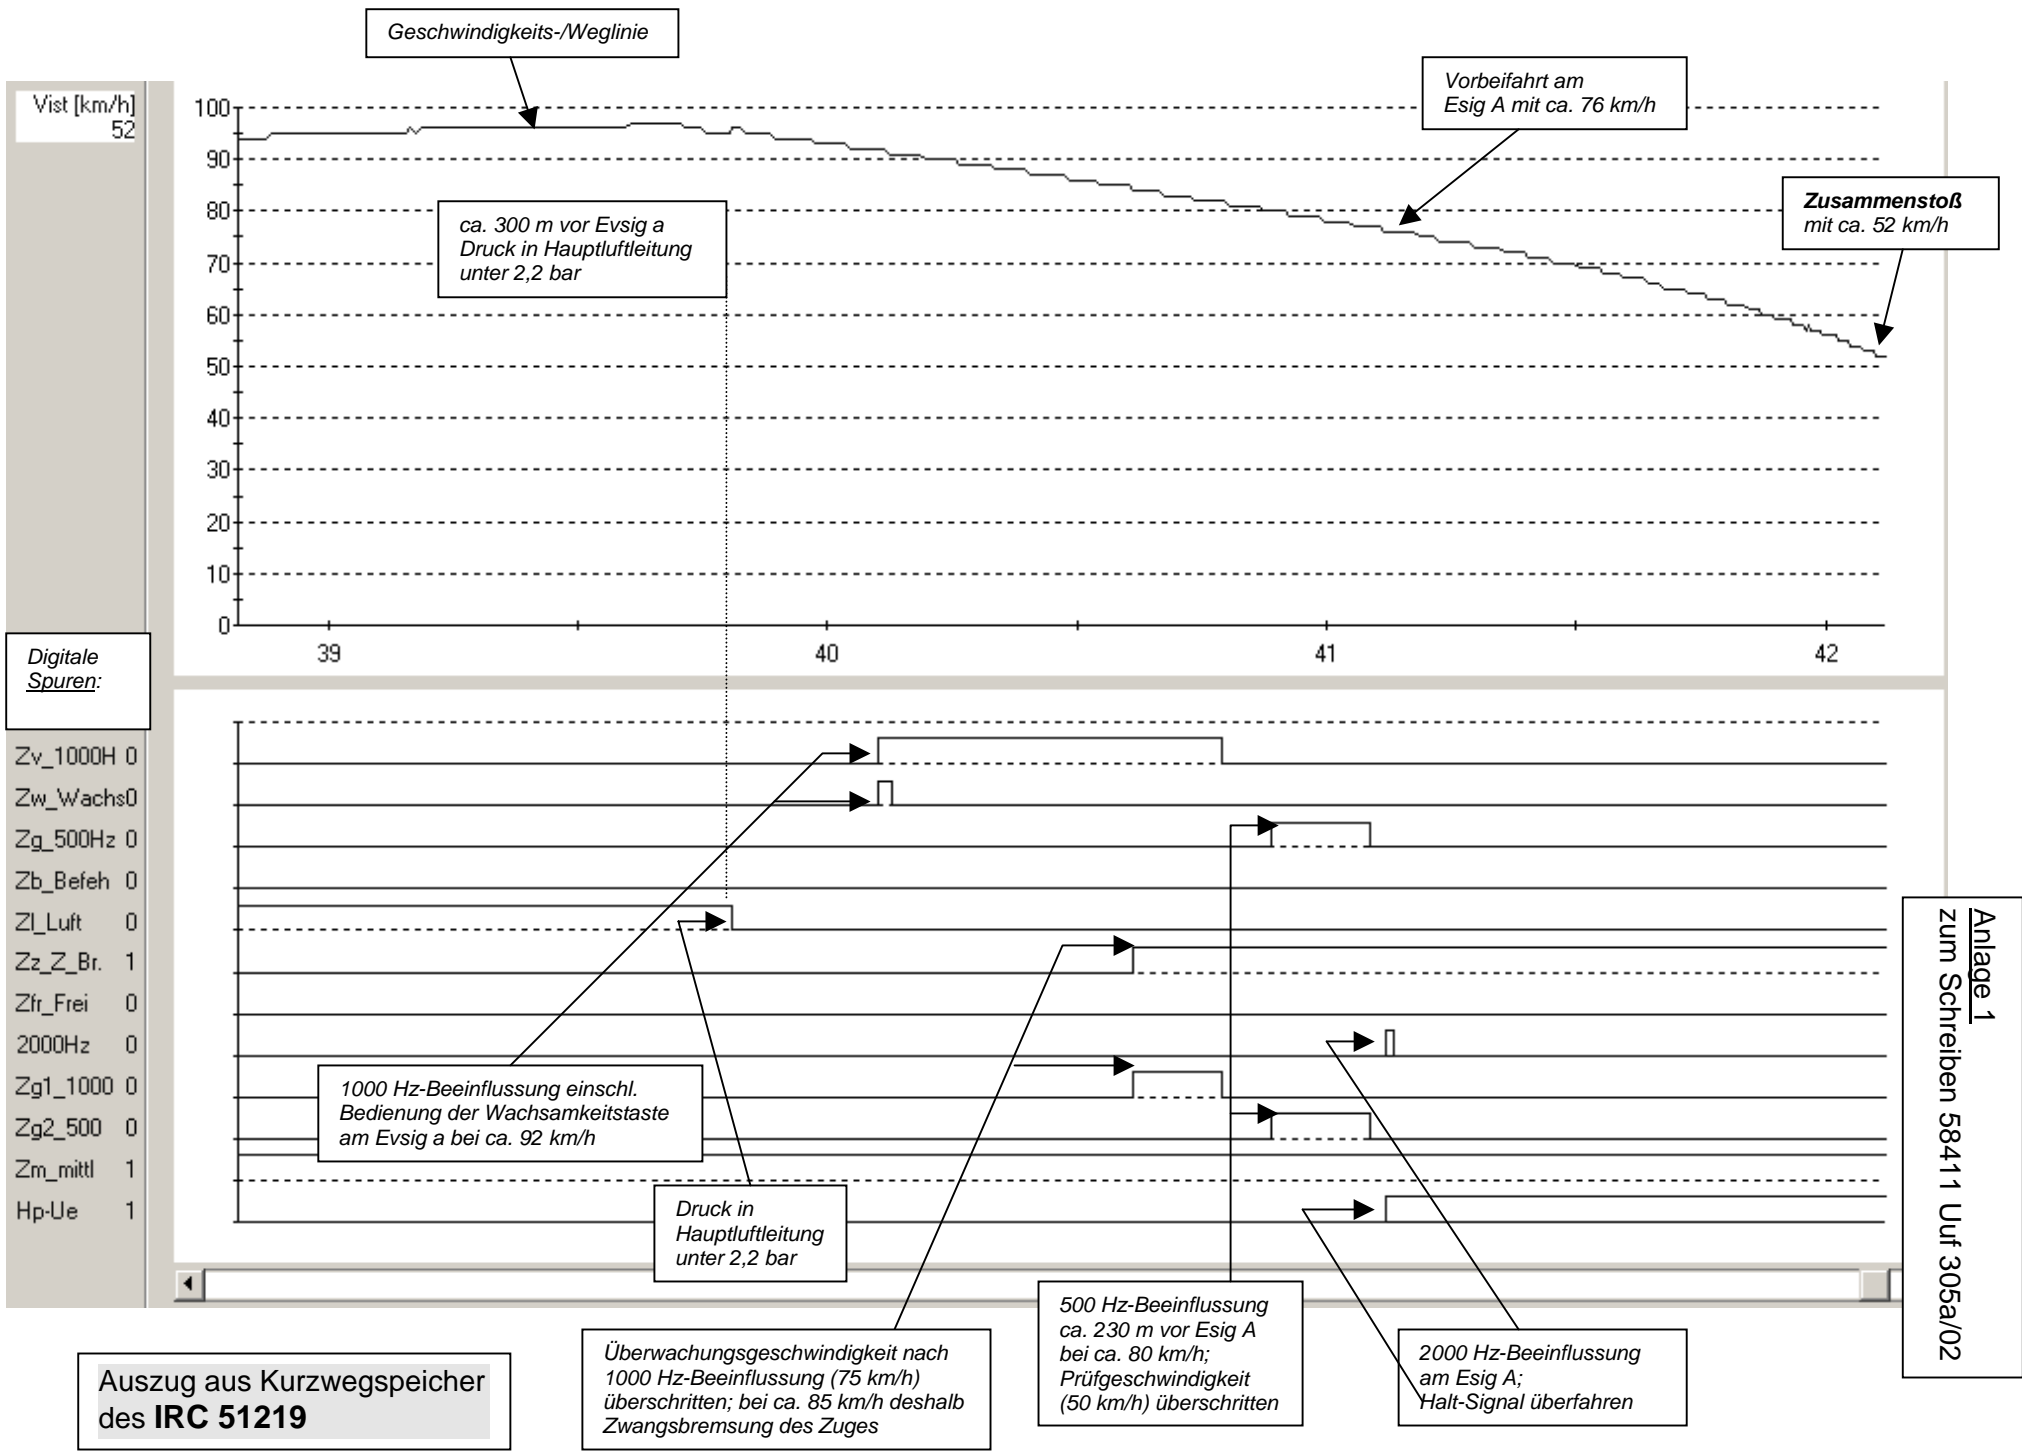 Geschwindigkeits-/Weglinie
Vist [km/h]
52
Vorbeifahrt am
Esig A mit ca. 76 km/h
Zusammenstoß
mit ca. 52 km/h
ca. 300 m vor Evsig a
Druck in Hauptluftleitung
unter 2,2 bar
100
90
80
70
60
50
40
30
20
10
0
39 40 41 42
Digitale
Spuren:
Zv_1000H 0
Zw_Wachs0
Zg_500Hz 0
Zb_Befeh 0
Zl_Luft 0
Zz_Z_Br. 1
Zfr_Frei 0
2000Hz 0
Zg1_1000 0
Zg2_500 0
Zm_mittl 1
Hp-Ue 1
1000 Hz-Beeinflussung einschl.
Bedienung der Wachsamkeitstaste
am Evsig a bei ca. 92 km/h
Druck in
Hauptluftleitung
unter 2,2 bar
Überwachungsgeschwindigkeit nach
1000 Hz-Beeinflussung (75 km/h)
überschritten; bei ca. 85 km/h deshalb
Zwangsbremsung des Zuges
500 Hz-Beeinflussung
ca. 230 m vor Esig A
bei ca. 80 km/h;
Prüfgeschwindigkeit
(50 km/h) überschritten
2000 Hz-Beeinflussung
am Esig A;
Halt-Signal überfahren
Anlage 1
zum Schreiben 58411 Uuf 305a/02
Auszug aus Kurzwegspeicher
des IRC 51219